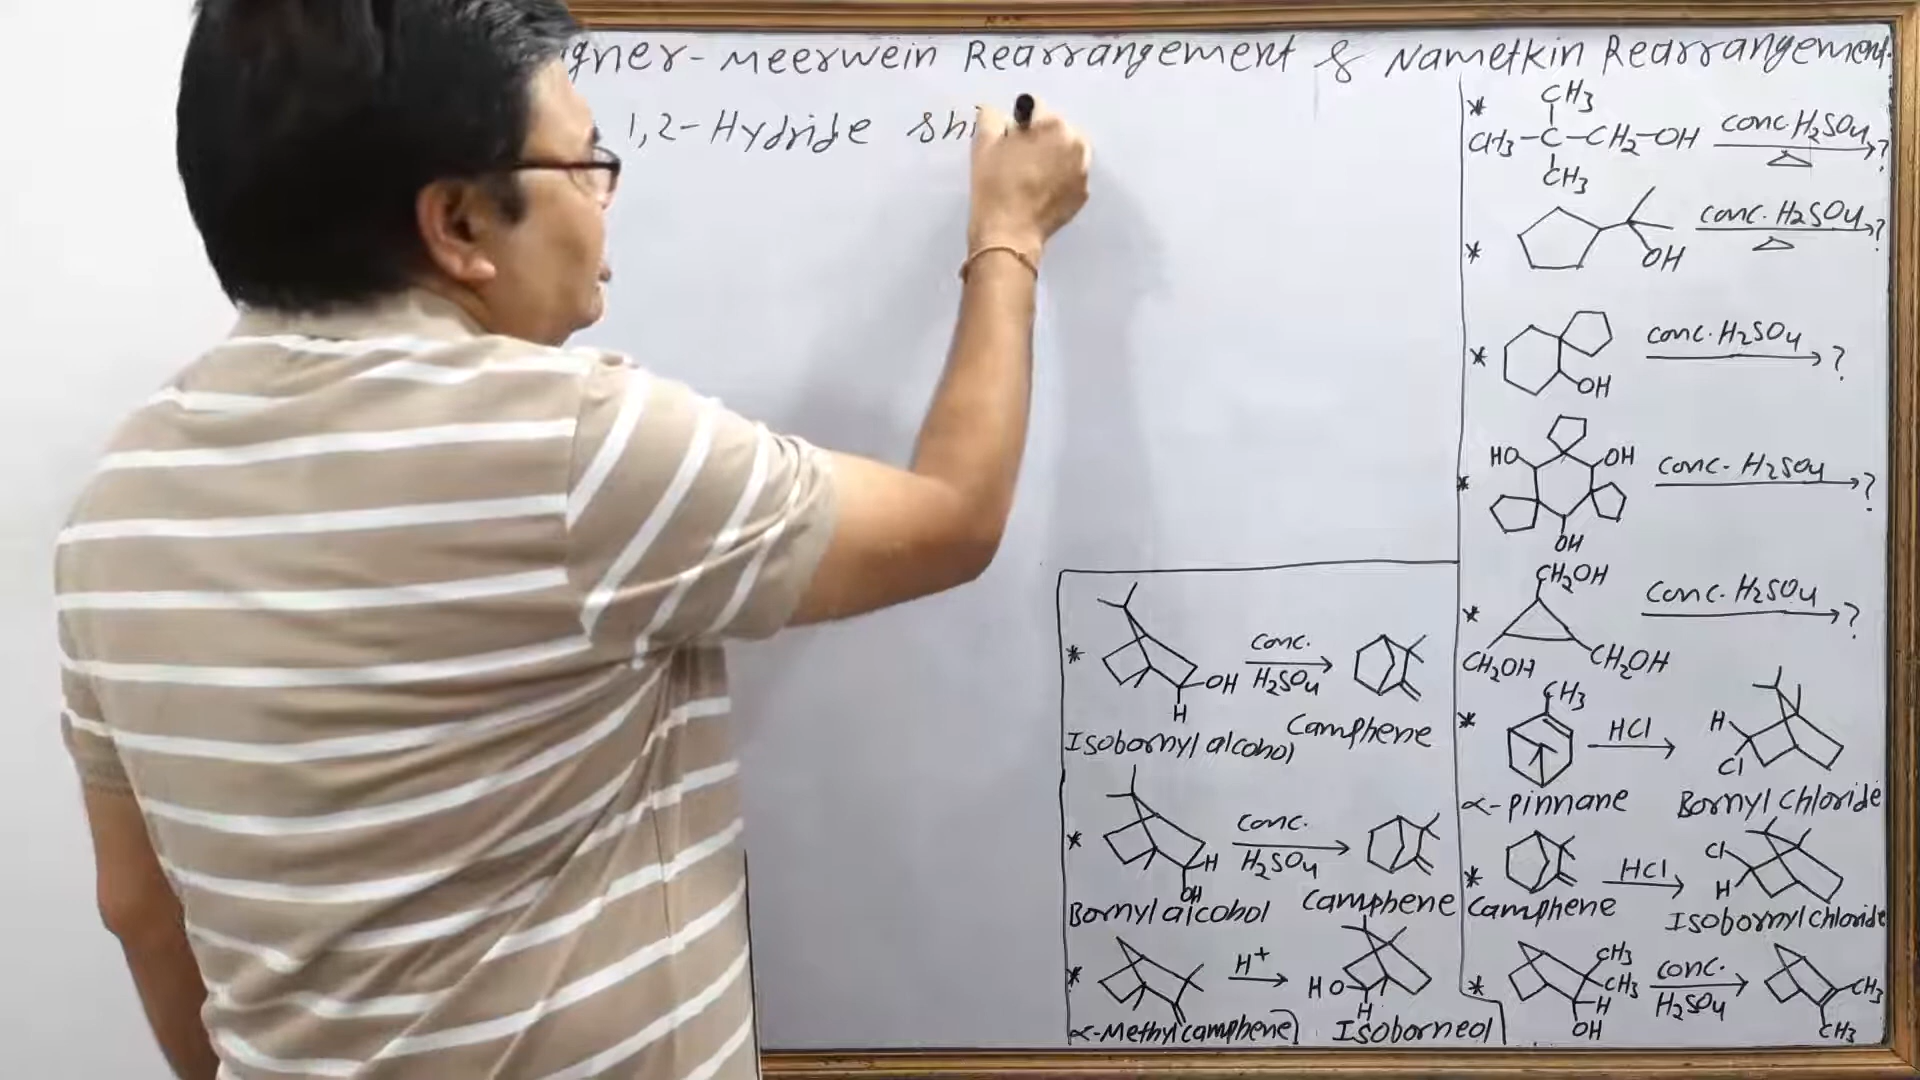 gner-Meerwein Rearrangement & Nametkin Rearrangement.
1,2-Hydride shi
* CH3
CH3-C-CH2-OH conc. H2SO4 △ ?
CH3
* OH conc. H2SO4 △ ?
* OH conc. H2SO4 ?
* HO OH OH conc. H2SO4 ?
* CH2OH CH2OH CH2OH conc. H2SO4 ?
* CH3 HCl H Cl
α-pinnane Bornyl chloride
* HCl Cl H
Camphene Isobornyl chloride
* CH3 CH3 H OH conc. H2SO4 CH3 CH3
* OH H conc. H2SO4
Isobornyl alcohol Camphene
* H OH conc. H2SO4
Bornyl alcohol Camphene
* H+ HO H
α-Methyl camphene Isoborneol